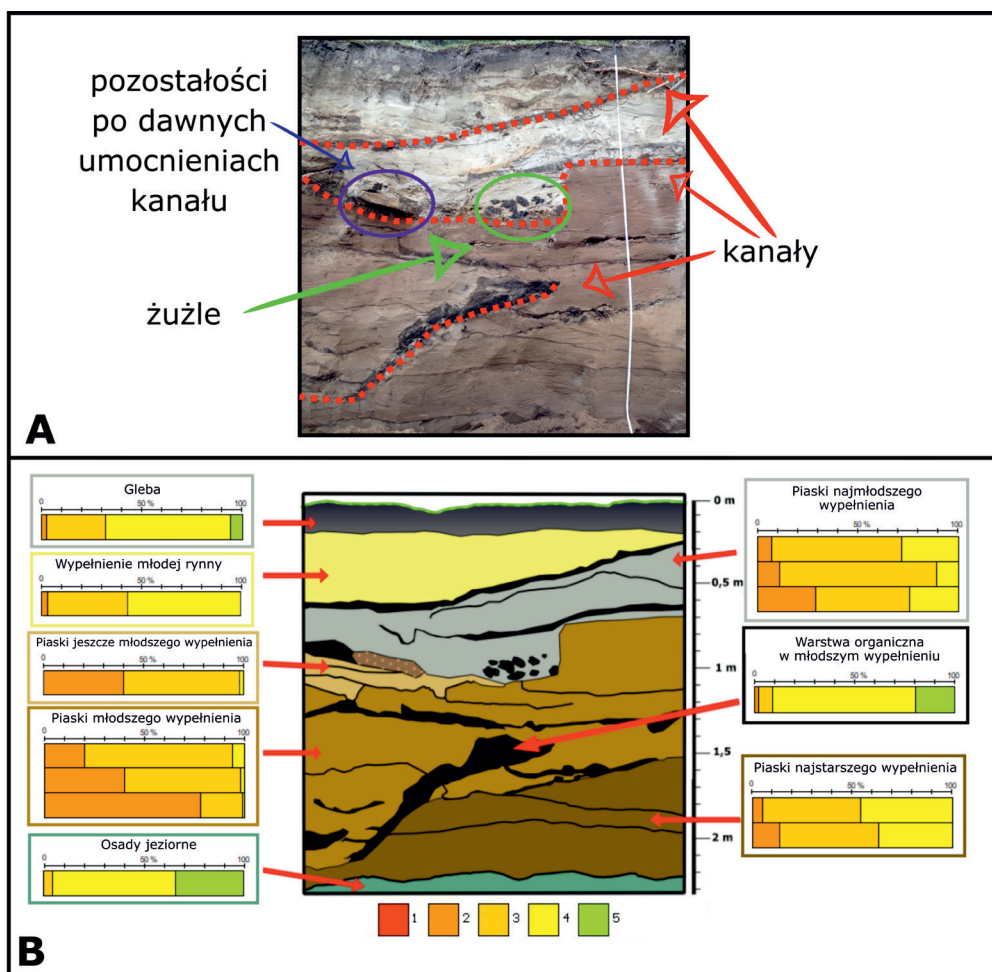 pozostałości
po dawnych
umocnieniach
kanału
żużle
kanały
A
Gleba
0 50 % 100
Wypełnienie młodej rynny
0 50 % 100
Piaski jeszcze młodszego wypełnienia
0 50 % 100
Piaski młodszego wypełnienia
0 50 % 100
Osady jeziorne
0 50 % 100
0 m
0,5 m
1 m
1,5
2 m
Piaski najmłodszego
wypełnienia
0 50 % 100
Warstwa organiczna
w młodszym wypełnieniu
0 50 % 100
Piaski najstarszego wypełnienia
0 50 % 100
1 2 3 4 5
B